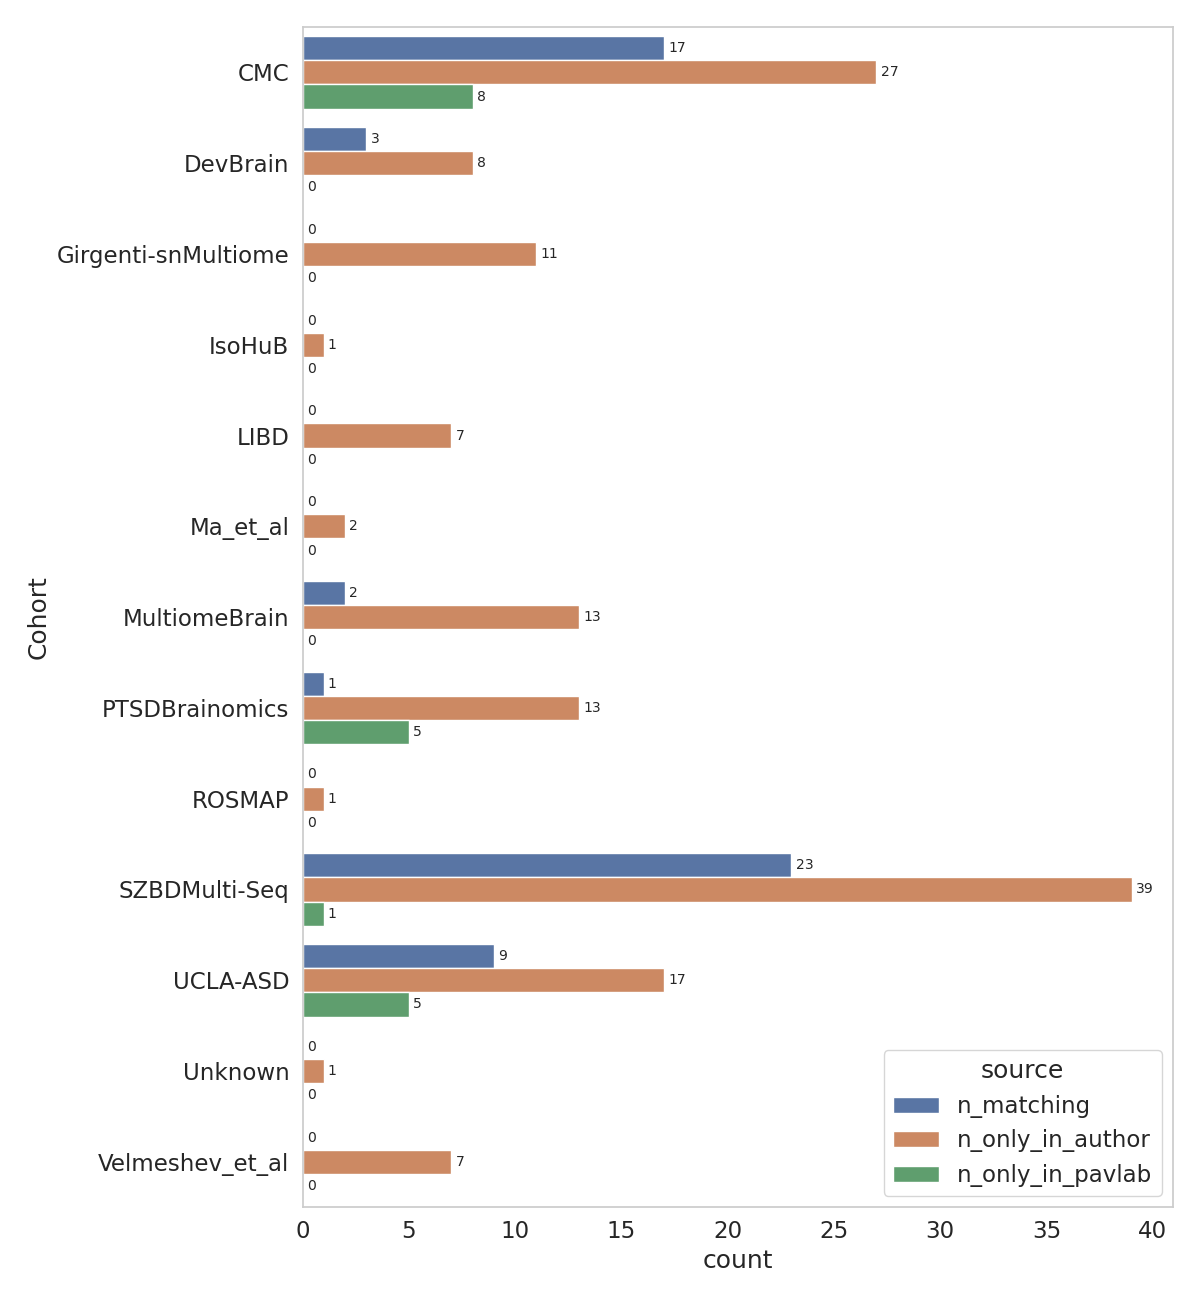 CMC
17
27
8
DevBrain
3
8
0
Girgenti-snMultiome
0
11
0
IsoHuB
0
1
0
LIBD
0
7
0
Ma_et_al
0
2
0
MultiomeBrain
2
13
0
PTSDBrainomics
1
13
5
ROSMAP
0
1
0
SZBDMulti-Seq
23
39
1
UCLA-ASD
9
17
5
Unknown
0
1
0
Velmeshev_et_al
0
7
0
Cohort
source
n_matching
n_only_in_author
n_only_in_pavlab
0 5 10 15 20 25 30 35 40
count